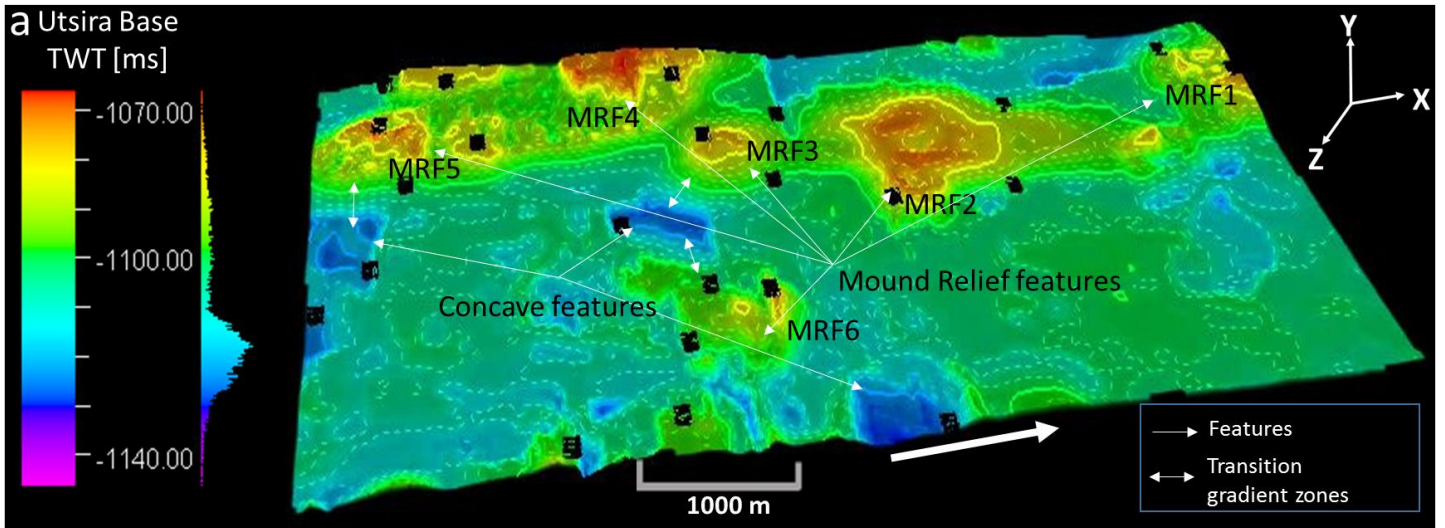 a
Utsira Base
TWT [ms]
-1070.00
-1100.00
-1140.00
MRF4
MRF5
MRF3
MRF2
MRF1
Y
X
Z
Mound Relief features
Concave features
MRF6
Features
Transition
gradient zones
1000 m